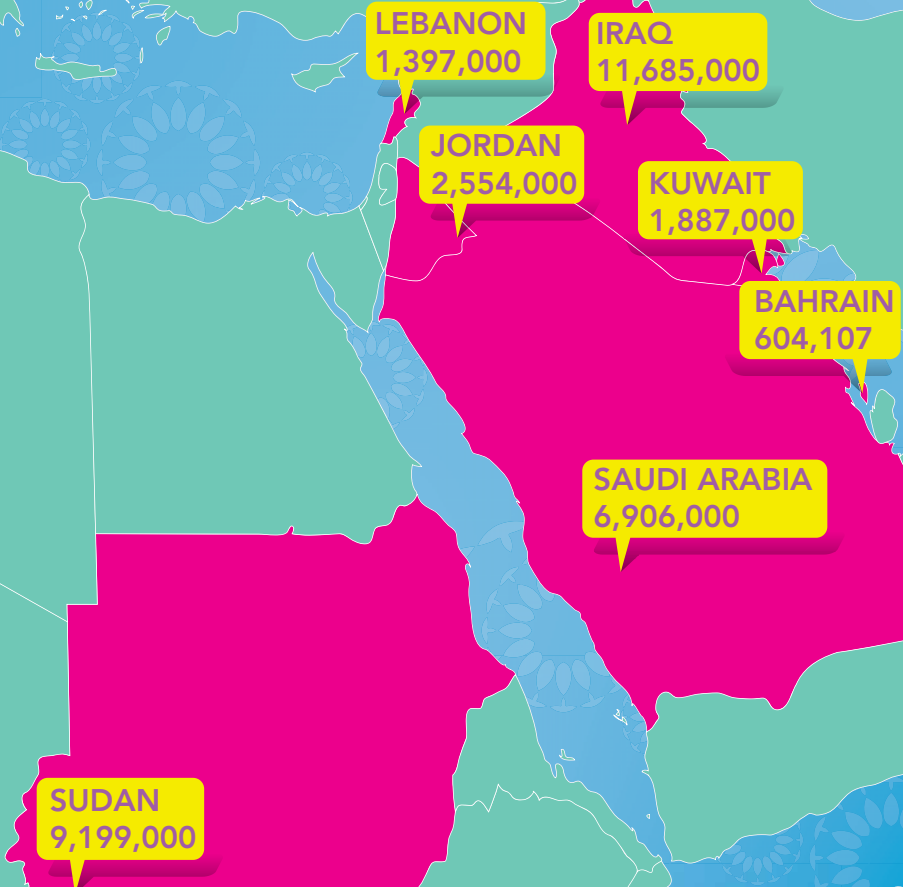 LEBANON
1,397,000
IRAQ
11,685,000
JORDAN
2,554,000
KUWAIT
1,887,000
BAHRAIN
604,107
SAUDI ARABIA
6,906,000
SUDAN
9,199,000